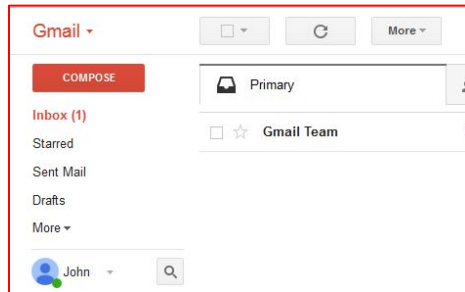 Gmail
More
COMPOSE
Primary
Inbox (1)
Gmail Team
Starred
Sent Mail
Drafts
More
John